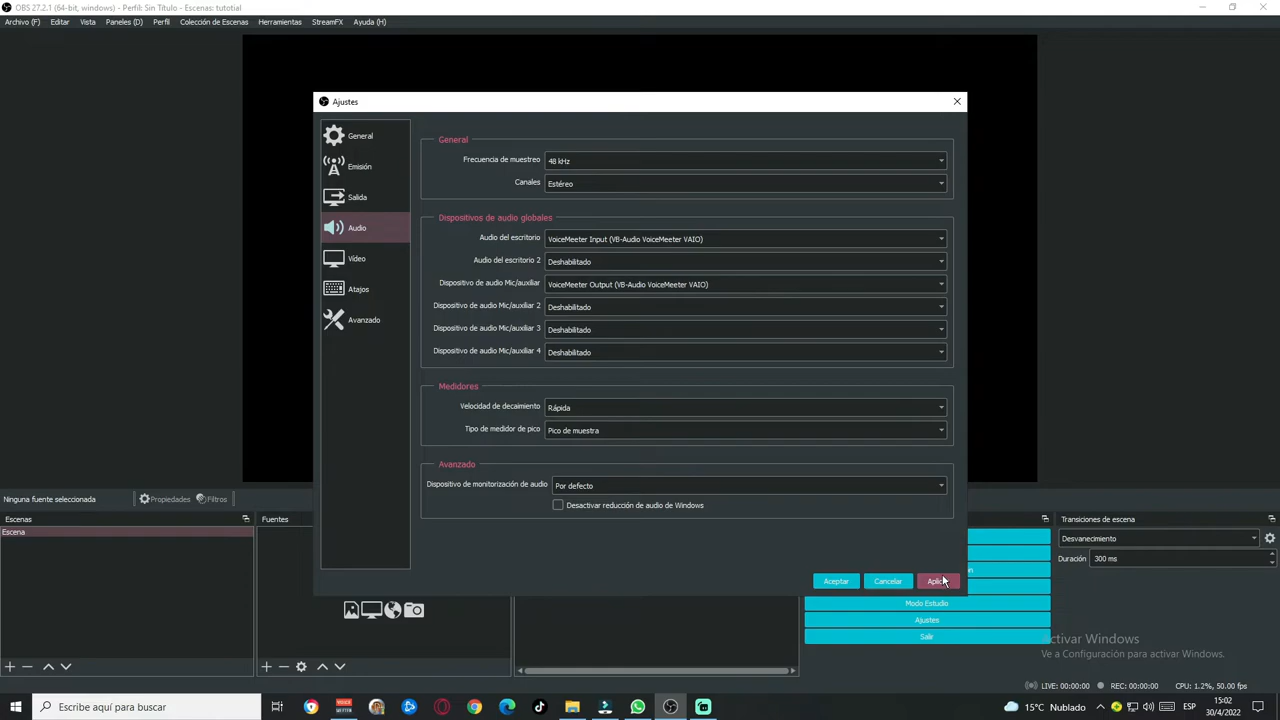 OBS 27.2.1 (64-bit, windows) - Perfil: Sin Título - Escenas: tutotial
Archivo (F) Editar Vista Paneles (D) Perfil Colección de Escenas Herramientas StreamFX Ayuda (H)
Ajustes
General
Emisión
Salida
Audio
Vídeo
Atajos
Avanzado
General
Frecuencia de muestreo 48 kHz
Canales Estéreo
Dispositivos de audio globales
Audio del escritorio VoiceMeeter Input (VB-Audio VoiceMeeter VAIO)
Audio del escritorio 2 Deshabilitado
Dispositivo de audio Mic/auxiliar VoiceMeeter Output (VB-Audio VoiceMeeter VAIO)
Dispositivo de audio Mic/auxiliar 2 Deshabilitado
Dispositivo de audio Mic/auxiliar 3 Deshabilitado
Dispositivo de audio Mic/auxiliar 4 Deshabilitado
Medidores
Velocidad de decaimiento Rápida
Tipo de medidor de pico Pico de muestra
Avanzado
Dispositivo de monitorización de audio Por defecto
Desactivar reducción de audio de Windows
Aceptar Cancelar
Ninguna fuente seleccionada Propiedades Filtros
Escenas Fuentes Transiciones de escena
Escena
Desvanecimiento
Duración 300 ms
Modo Estudio
Ajustes
Salir
Activar Windows
Ve a Configuración para activar Windows.
LIVE: 00:00:00 REC: 00:00:00 CPU: 1.2%, 50.00 fps
Escribe aquí para buscar
VOICE
15°C Nublado
ESP
15:02
30/4/2022